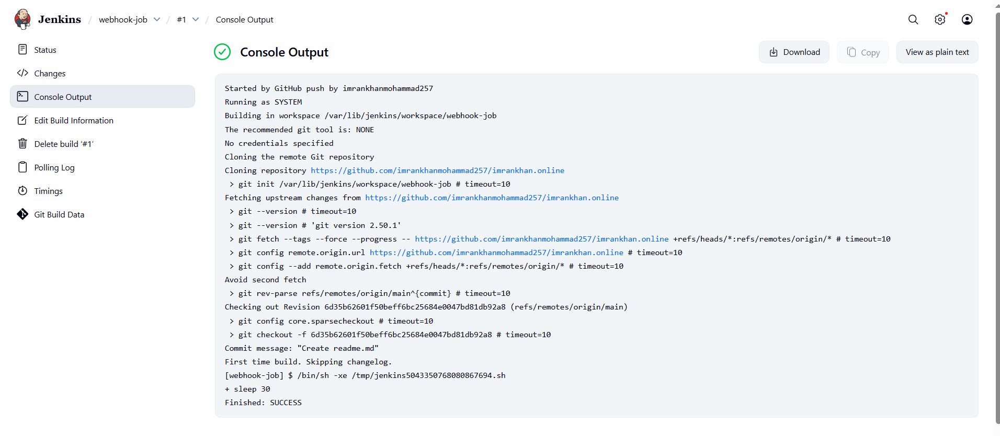 Jenkins / webhook-job / #1 / Console Output
Status
Changes
Console Output
Edit Build Information
Delete build ‘#1’
Polling Log
Timings
Git Build Data
Console Output
Download
Copy
View as plain text
Started by GitHub push by imrankhanmohammad257
Running as SYSTEM
Building in workspace /var/lib/jenkins/workspace/webhook-job
The recommended git tool is: NONE
No credentials specified
Cloning the remote Git repository
Cloning repository https://github.com/imrankhanmohammad257/imrankhan.online
 > git init /var/lib/jenkins/workspace/webhook-job # timeout=10
Fetching upstream changes from https://github.com/imrankhanmohammad257/imrankhan.online
 > git --version # timeout=10
 > git --version # 'git version 2.50.1'
 > git fetch --tags --force --progress -- https://github.com/imrankhanmohammad257/imrankhan.online +refs/heads/*:refs/remotes/origin/* # timeout=10
 > git config remote.origin.url https://github.com/imrankhanmohammad257/imrankhan.online # timeout=10
 > git config --add remote.origin.fetch +refs/heads/*:refs/remotes/origin/* # timeout=10
Avoid second fetch
 > git rev-parse refs/remotes/origin/main^{commit} # timeout=10
Checking out Revision 6d35b62601f50beff6bc25684e0047bd81db92a8 (refs/remotes/origin/main)
 > git config core.sparsecheckout # timeout=10
 > git checkout -f 6d35b62601f50beff6bc25684e0047bd81db92a8 # timeout=10
Commit message: "Create readme.md"
First time build. Skipping changelog.
[webhook-job] $ /bin/sh -xe /tmp/jenkins5043350768080867694.sh
+ sleep 30
Finished: SUCCESS